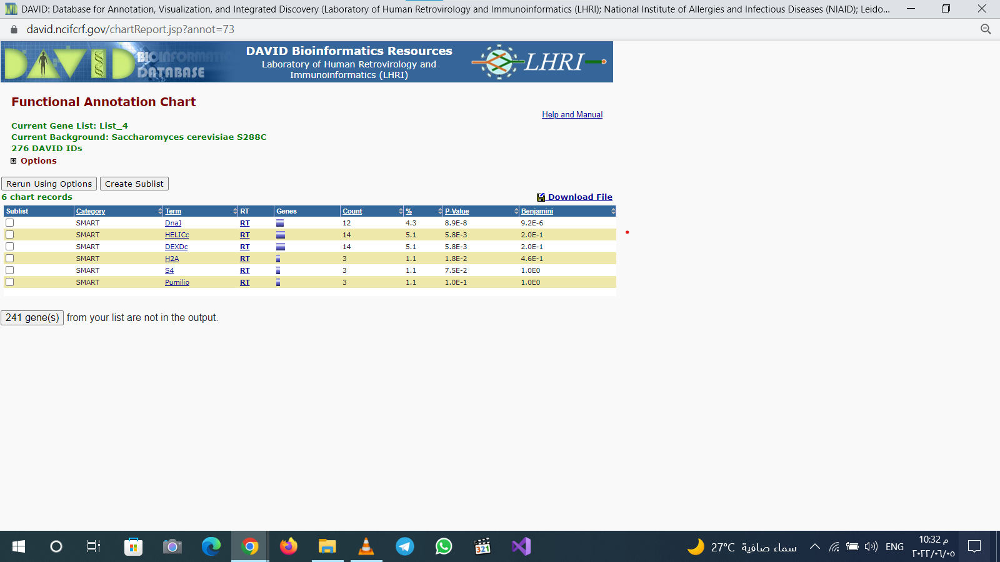 DAVID: Database for Annotation, Visualization, and Integrated Discovery (Laboratory of Human Retrovirology and Immunoinformatics (LHRI); National Institute of Allergies and Infectious Diseases (NIAID); Leido...
david.ncifcrf.gov/chartReport.jsp?annot=73
DAVID BIOINFORMATICS DATABASE
DAVID Bioinformatics Resources
Laboratory of Human Retrovirology and
Immunoinformatics (LHRI)
LHRI
Functional Annotation Chart
Help and Manual
Current Gene List: List_4
Current Background: Saccharomyces cerevisiae S288C
276 DAVID IDs
Options
Rerun Using Options Create Sublist
6 chart records Download File
Sublist Category Term RT Genes Count % P-Value Benjamini
SMART DnaJ RT 12 4.3 8.9E-8 9.2E-6
SMART HELICc RT 14 5.1 5.8E-3 2.0E-1
SMART DEXDc RT 14 5.1 5.8E-3 2.0E-1
SMART H2A RT 3 1.1 1.8E-2 4.6E-1
SMART S4 RT 3 1.1 7.5E-2 1.0E0
SMART Pumilio RT 3 1.1 1.0E-1 1.0E0
241 gene(s) from your list are not in the output.
321
27°C سماء صافية ENG
10:32 م
٢٠٢٢/٠٦/٠٥